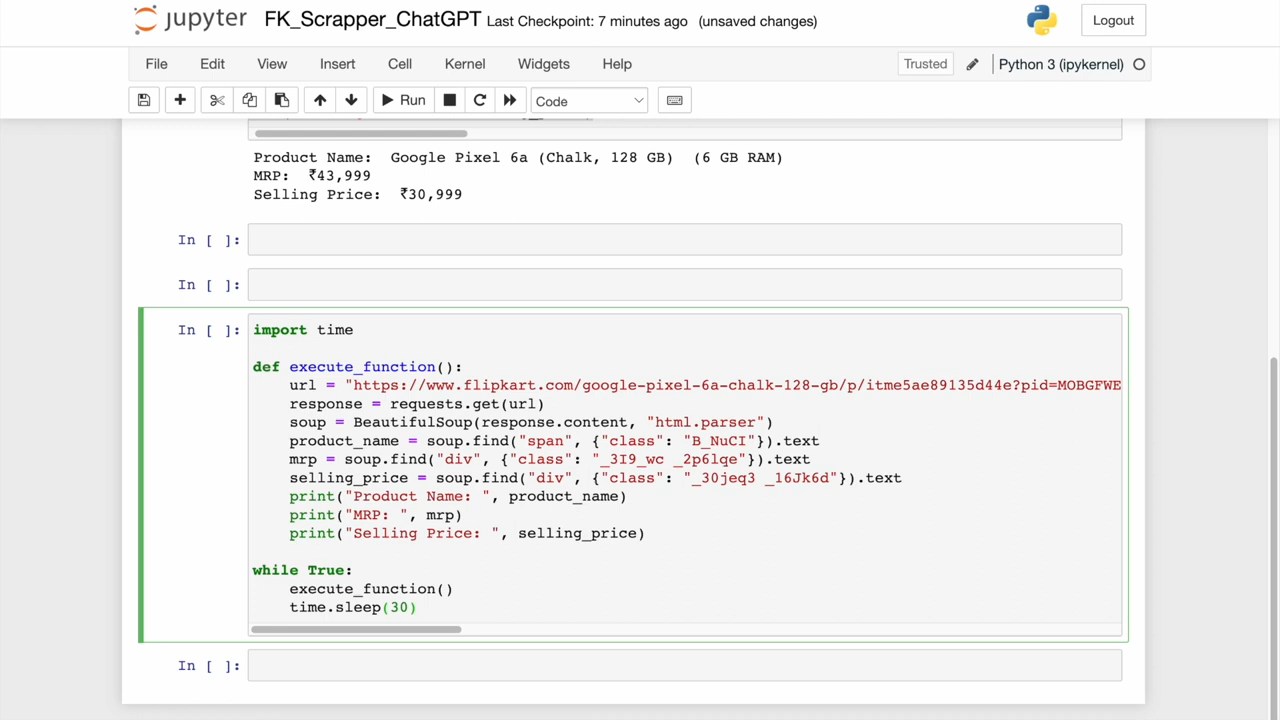 jupyter FK_Scrapper_ChatGPT Last Checkpoint: 7 minutes ago (unsaved changes) Logout
File Edit View Insert Cell Kernel Widgets Help Trusted Python 3 (ipykernel)
Run Code
Product Name:  Google Pixel 6a (Chalk, 128 GB)  (6 GB RAM)
MRP:  ₹43,999
Selling Price:  ₹30,999
In [ ]:
In [ ]:
In [ ]: import time
def execute_function():
    url = "https://www.flipkart.com/google-pixel-6a-chalk-128-gb/p/itme5ae89135d44e?pid=MOBGFWE
    response = requests.get(url)
    soup = BeautifulSoup(response.content, "html.parser")
    product_name = soup.find("span", {"class": "B_NuCI"}).text
    mrp = soup.find("div", {"class": "_3I9_wc _2p6lqe"}).text
    selling_price = soup.find("div", {"class": "_30jeq3 _16Jk6d"}).text
    print("Product Name: ", product_name)
    print("MRP: ", mrp)
    print("Selling Price: ", selling_price)
while True:
    execute_function()
    time.sleep(30)
In [ ]: